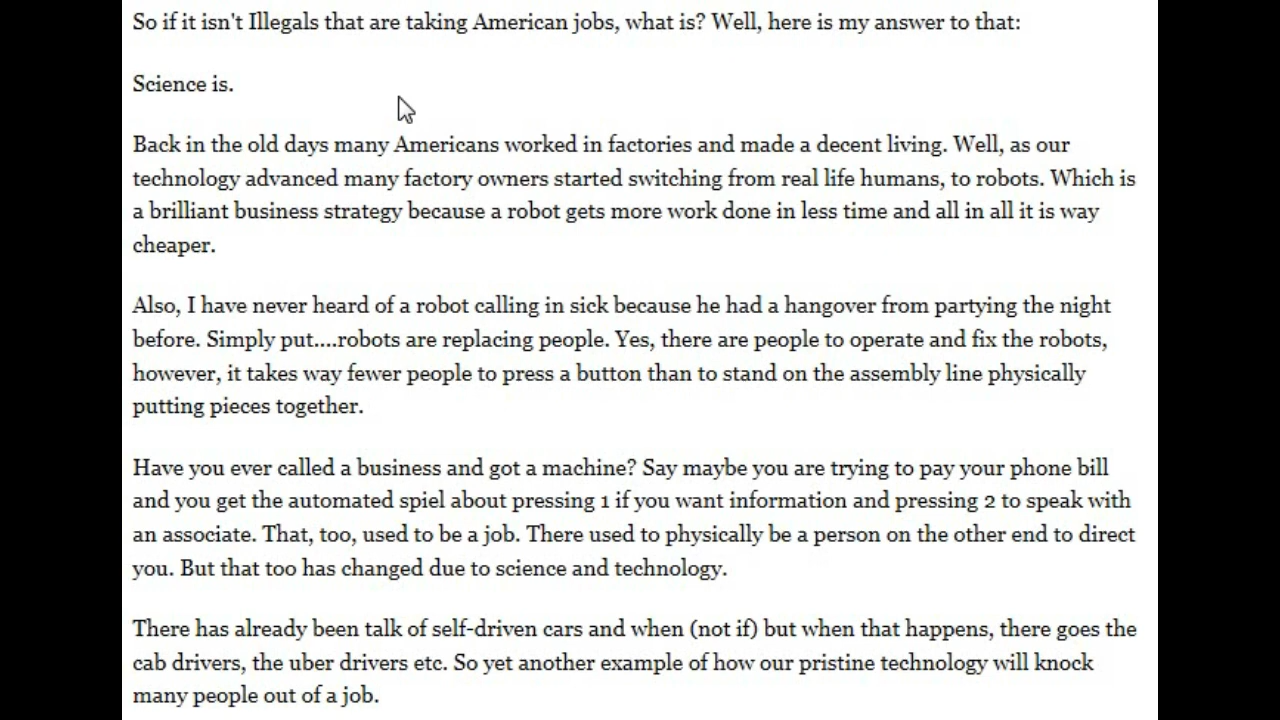 So if it isn't Illegals that are taking American jobs, what is? Well, here is my answer to that:
Science is.
Back in the old days many Americans worked in factories and made a decent living. Well, as our
technology advanced many factory owners started switching from real life humans, to robots. Which is
a brilliant business strategy because a robot gets more work done in less time and all in all it is way
cheaper.
Also, I have never heard of a robot calling in sick because he had a hangover from partying the night
before. Simply put....robots are replacing people. Yes, there are people to operate and fix the robots,
however, it takes way fewer people to press a button than to stand on the assembly line physically
putting pieces together.
Have you ever called a business and got a machine? Say maybe you are trying to pay your phone bill
and you get the automated spiel about pressing 1 if you want information and pressing 2 to speak with
an associate. That, too, used to be a job. There used to physically be a person on the other end to direct
you. But that too has changed due to science and technology.
There has already been talk of self-driven cars and when (not if) but when that happens, there goes the
cab drivers, the uber drivers etc. So yet another example of how our pristine technology will knock
many people out of a job.